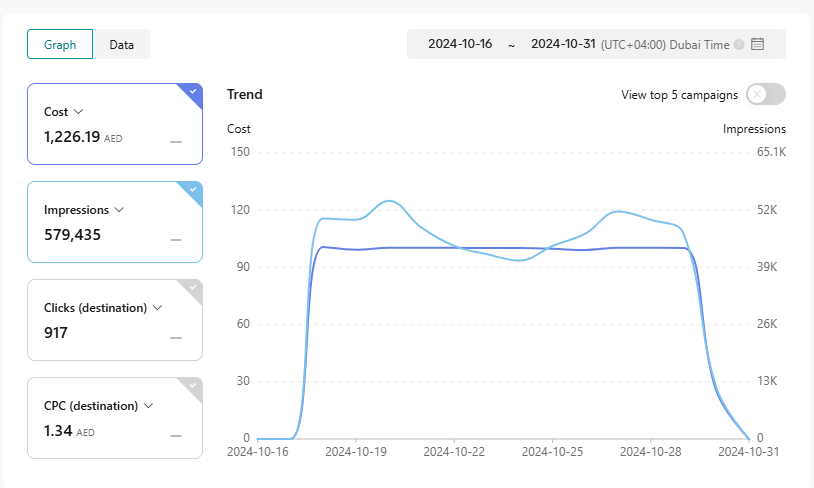 Graph Data
2024-10-16 ~ 2024-10-31 (UTC+04:00) Dubai Time
Cost
1,226.19 AED
Impressions
579,435
Clicks (destination)
917
CPC (destination)
1.34 AED
Trend
View top 5 campaigns
Cost Impressions
150 65.1K
120 52K
90 39K
60 26K
30 13K
0 0
2024-10-16 2024-10-19 2024-10-22 2024-10-25 2024-10-28 2024-10-31